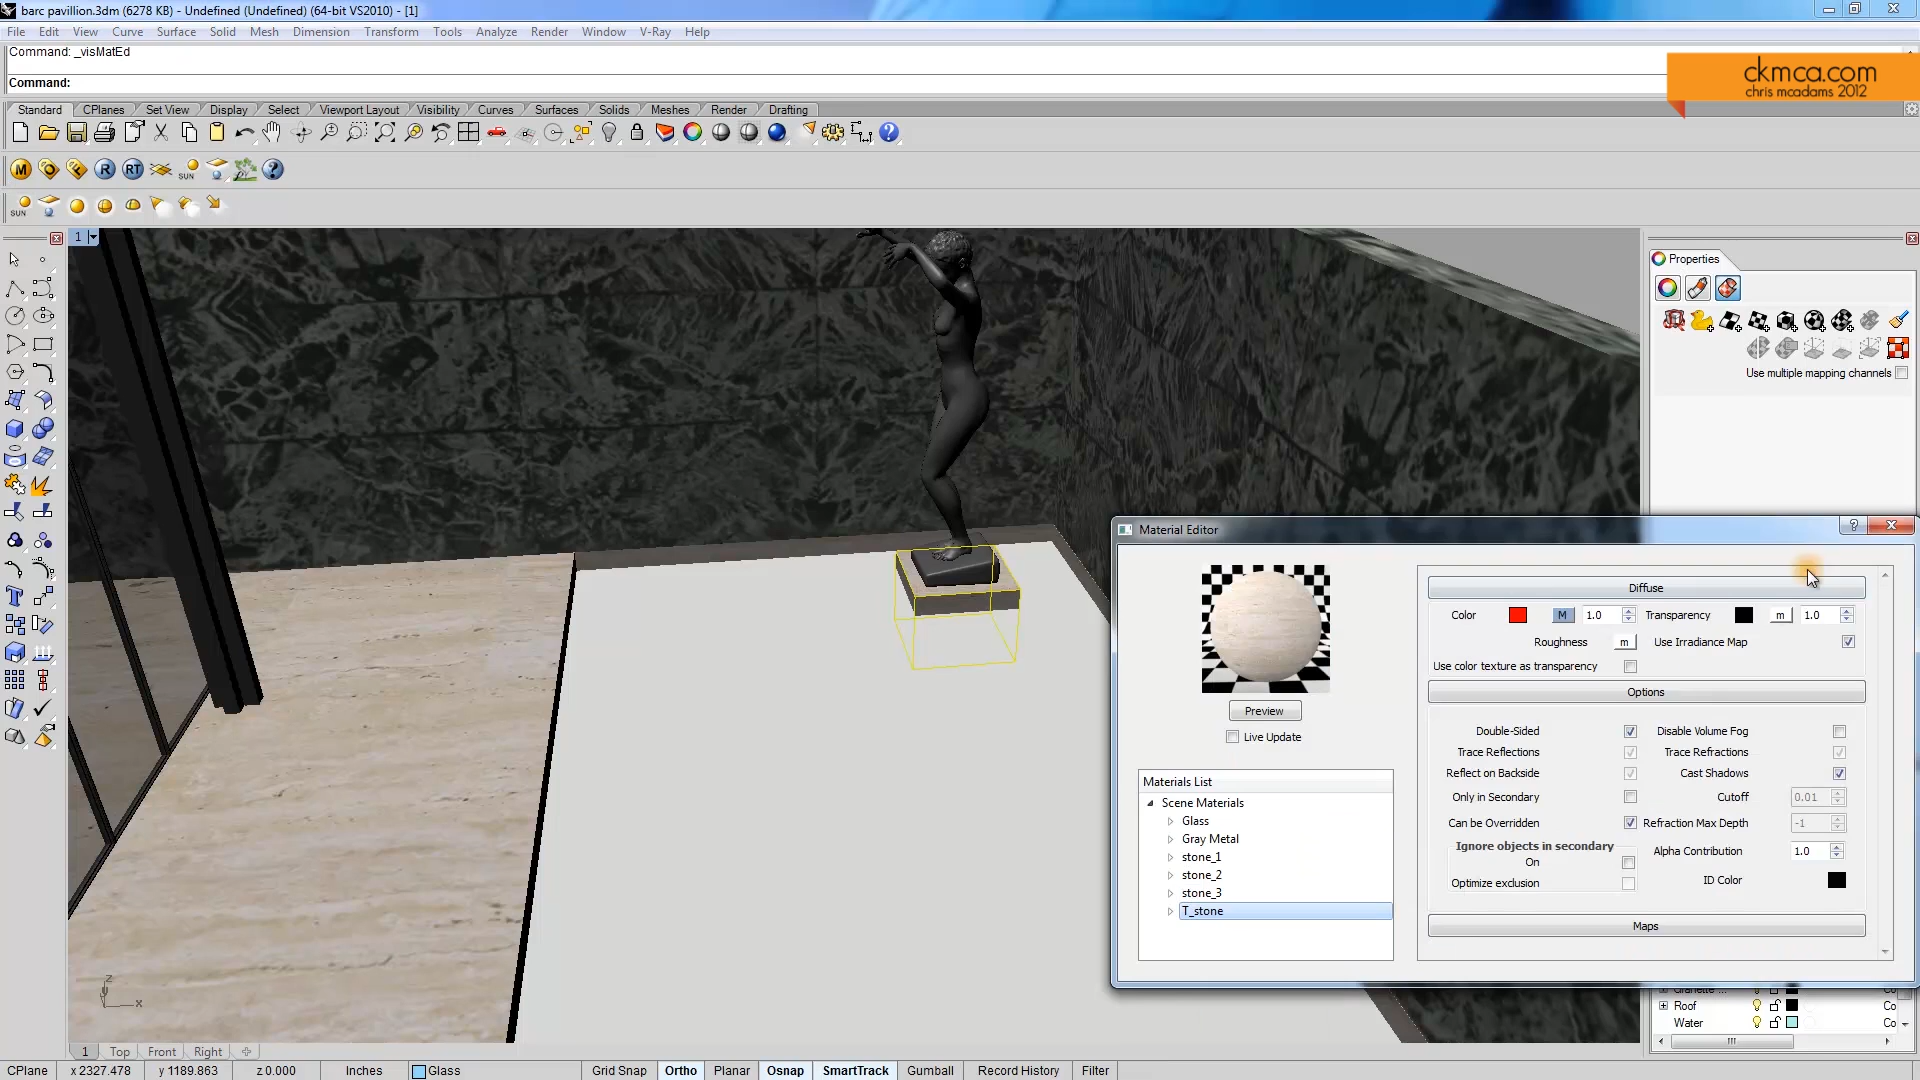 barc pavillion.3dm (6278 KB) - Undefined (Undefined) (64-bit VS2010) - [1]
File Edit View Curve Surface Solid Mesh Dimension Transform Tools Analyze Render Window V-Ray Help
Command: _visMatEd
Command:
ckmca.com
chris mcadams 2012
Standard CPlanes Set View Display Select Viewport Layout Visibility Curves Surfaces Solids Meshes Render Drafting
M O F R RT SUN
SUN
1
Properties
Use multiple mapping channels
Material Editor
Diffuse
Color M 1.0 Transparency m 1.0
Roughness m Use Irradiance Map
Use color texture as transparency
Options
Preview
Live Update
Double-Sided Disable Volume Fog
Trace Reflections Trace Refractions
Reflect on Backside Cast Shadows
Only in Secondary Cutoff 0.01
Can be Overridden Refraction Max Depth -1
Ignore objects in secondary
On
Alpha Contribution 1.0
Optimize exclusion ID Color
Maps
Materials List
Scene Materials
Glass
Gray Metal
stone_1
stone_2
stone_3
T_stone
Roof Co
Water Co
z
y
x
1 Top Front Right
CPlane x 2327.478 y 1189.863 z 0.000 Inches Glass Grid Snap Ortho Planar Osnap SmartTrack Gumball Record History Filter